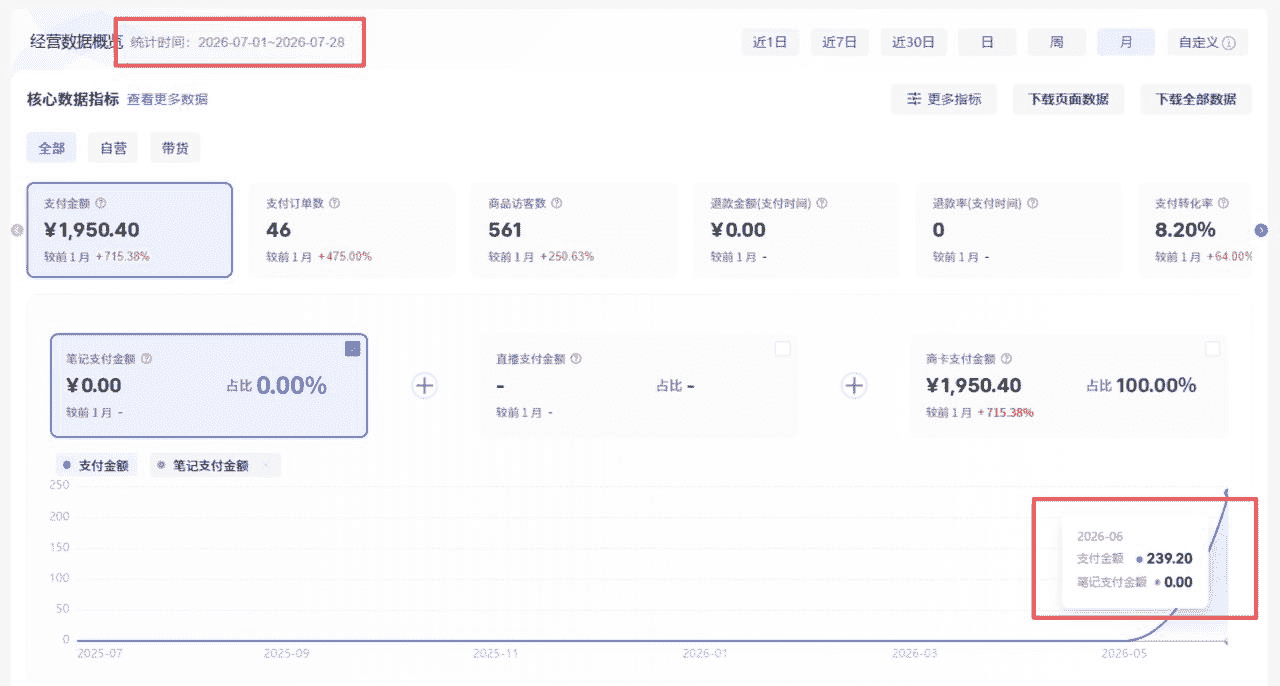 经营数据概览 统计时间: 2026-07-01~2026-07-28 近1日 近7日 近30日 日 周 月 自定义
核心数据指标 查看更多数据 更多指标 下载页面数据 下载全部数据
全部 自营 带货
支付金额 支付订单数 商品访客数 退款金额(支付时间) 退款率(支付时间) 支付转化率
¥1,950.40 46 561 ¥0.00 0 8.20%
较前1月 +715.38% 较前1月 +475.00% 较前1月 +250.63% 较前1月 - 较前1月 - 较前1月 +64.00%
笔记支付金额 直播支付金额 商卡支付金额
¥0.00 占比 0.00% - 占比 - ¥1,950.40 占比 100.00%
较前1月 - 较前1月 - 较前1月 +715.38%
支付金额 笔记支付金额 ×
250
200
150
100
50
0
2026-06
支付金额 239.20
笔记支付金额 0.00
2025-07 2025-09 2025-11 2026-01 2026-03 2026-05